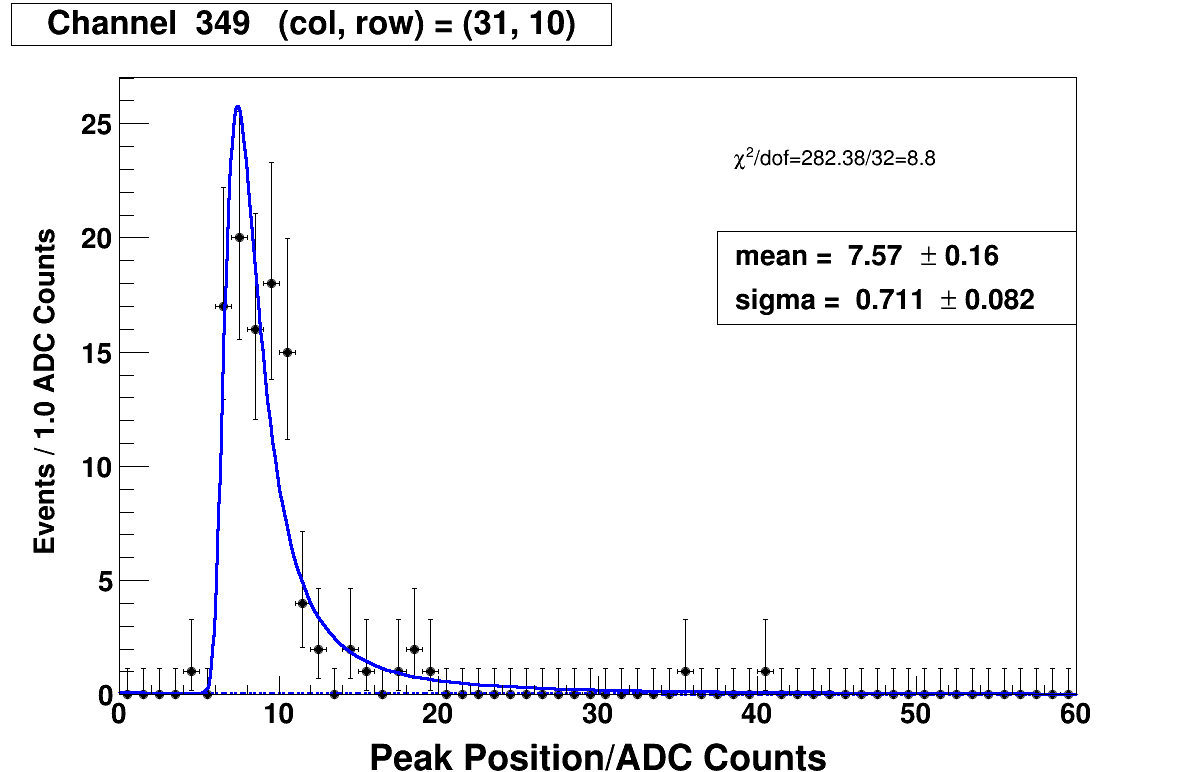 Channel 349 (col, row) = (31, 10)
25
20
15
10
5
0
Events / 1.0 ADC Counts
χ²/dof=282.38/32=8.8
mean = 7.57 ± 0.16
sigma = 0.711 ± 0.082
0 10 20 30 40 50 60
Peak Position/ADC Counts